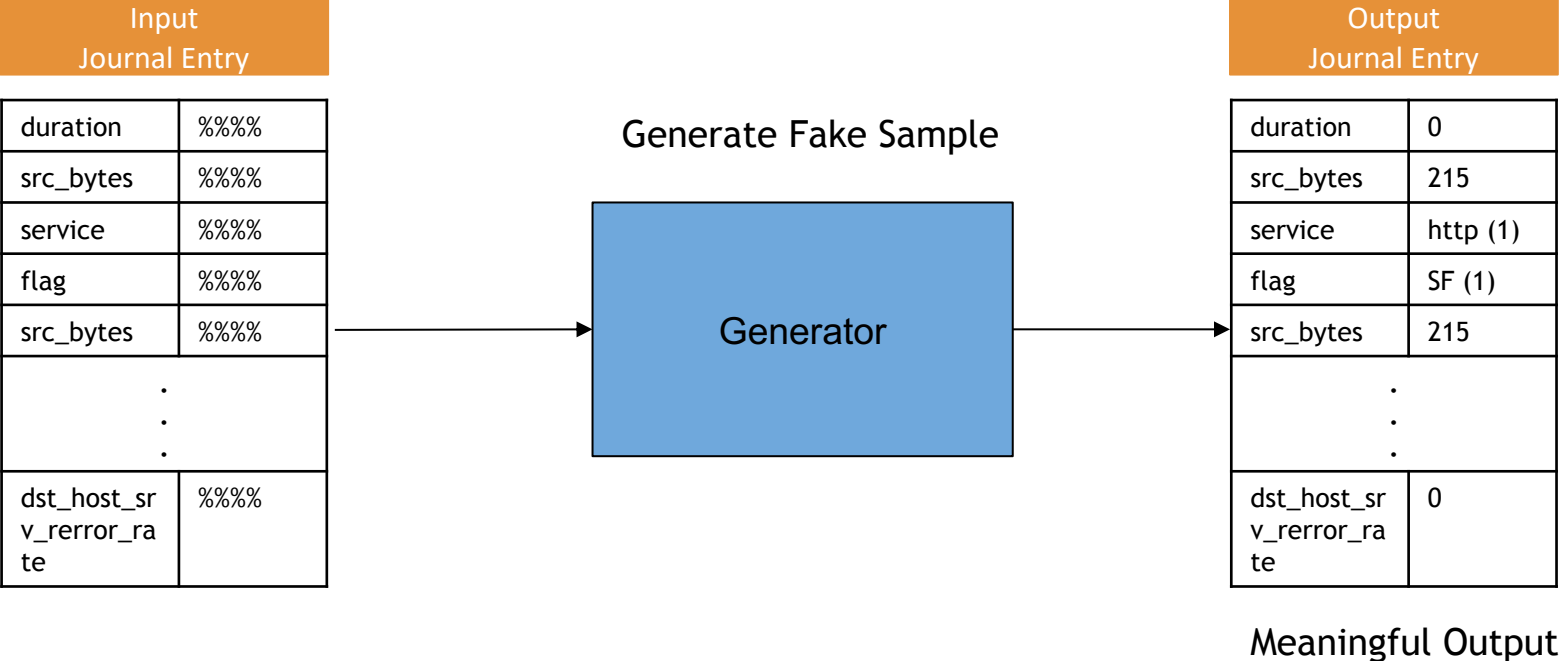 Input
Journal Entry
duration %%%%
src_bytes %%%%
service %%%%
flag %%%%
src_bytes %%%%
.
.
.
dst_host_sr %%%%
v_rerror_ra
te
Generate Fake Sample
Generator
Output
Journal Entry
duration 0
src_bytes 215
service http (1)
flag SF (1)
src_bytes 215
.
.
.
dst_host_sr 0
v_rerror_ra
te
Meaningful Output